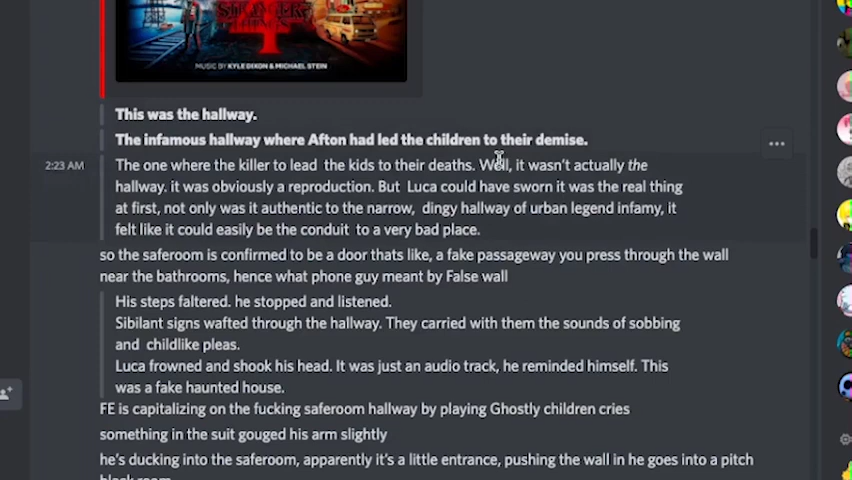 STRANGER THINGS 4
MUSIC BY KYLE DIXON & MICHAEL STEIN
This was the hallway.
The infamous hallway where Afton had led the children to their demise.
2:23 AM
The one where the killer to lead the kids to their deaths. Well, it wasn't actually the
hallway. it was obviously a reproduction. But Luca could have sworn it was the real thing
at first, not only was it authentic to the narrow, dingy hallway of urban legend infamy, it
felt like it could easily be the conduit to a very bad place.
so the saferoom is confirmed to be a door thats like, a fake passageway you press through the wall
near the bathrooms, hence what phone guy meant by False wall
His steps faltered. he stopped and listened.
Sibilant signs wafted through the hallway. They carried with them the sounds of sobbing
and childlike pleas.
Luca frowned and shook his head. It was just an audio track, he reminded himself. This
was a fake haunted house.
FE is capitalizing on the fucking saferoom hallway by playing Ghostly children cries
something in the suit gouged his arm slightly
he's ducking into the saferoom, apparently it's a little entrance, pushing the wall in he goes into a pitch
black room